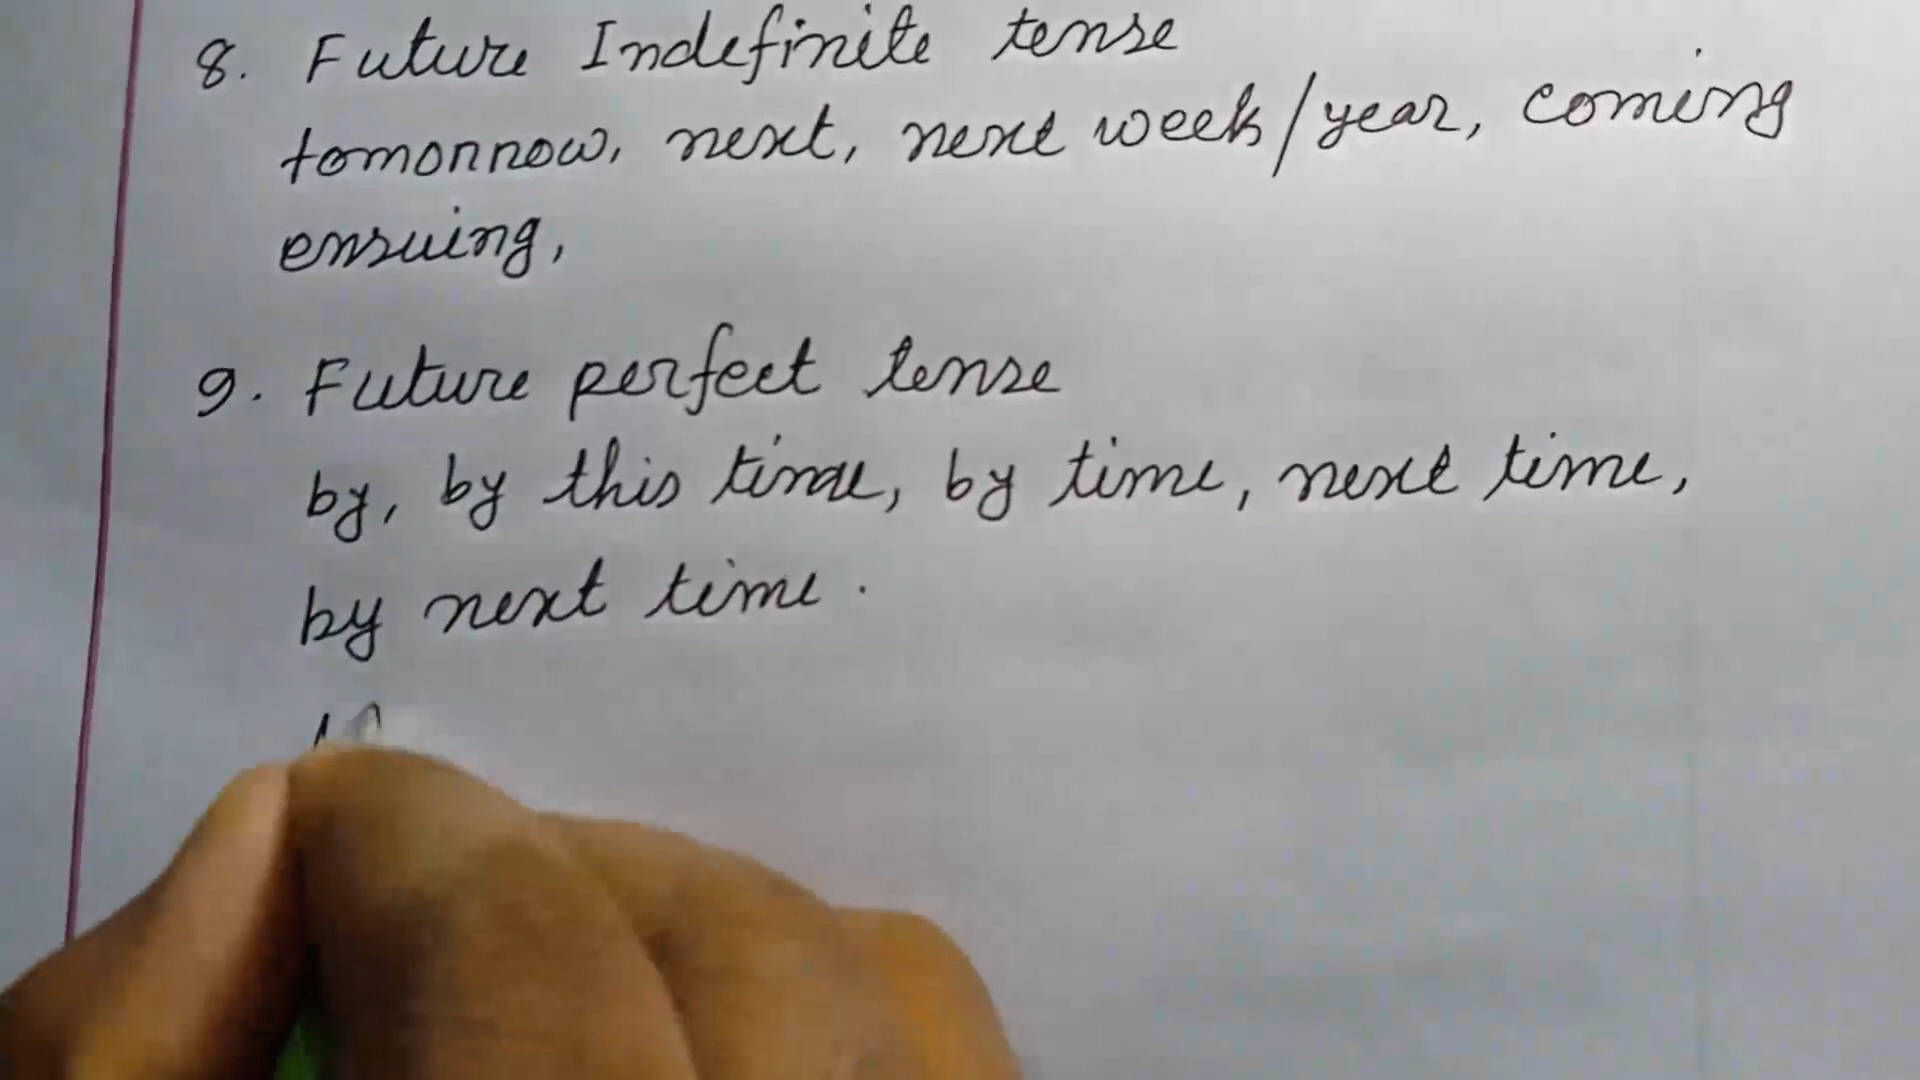 8. Future Indefinite tense
tomorrow, next, next week/year, coming
ensuing,
9. Future perfect tense
by, by this time, by time, next time,
by next time.